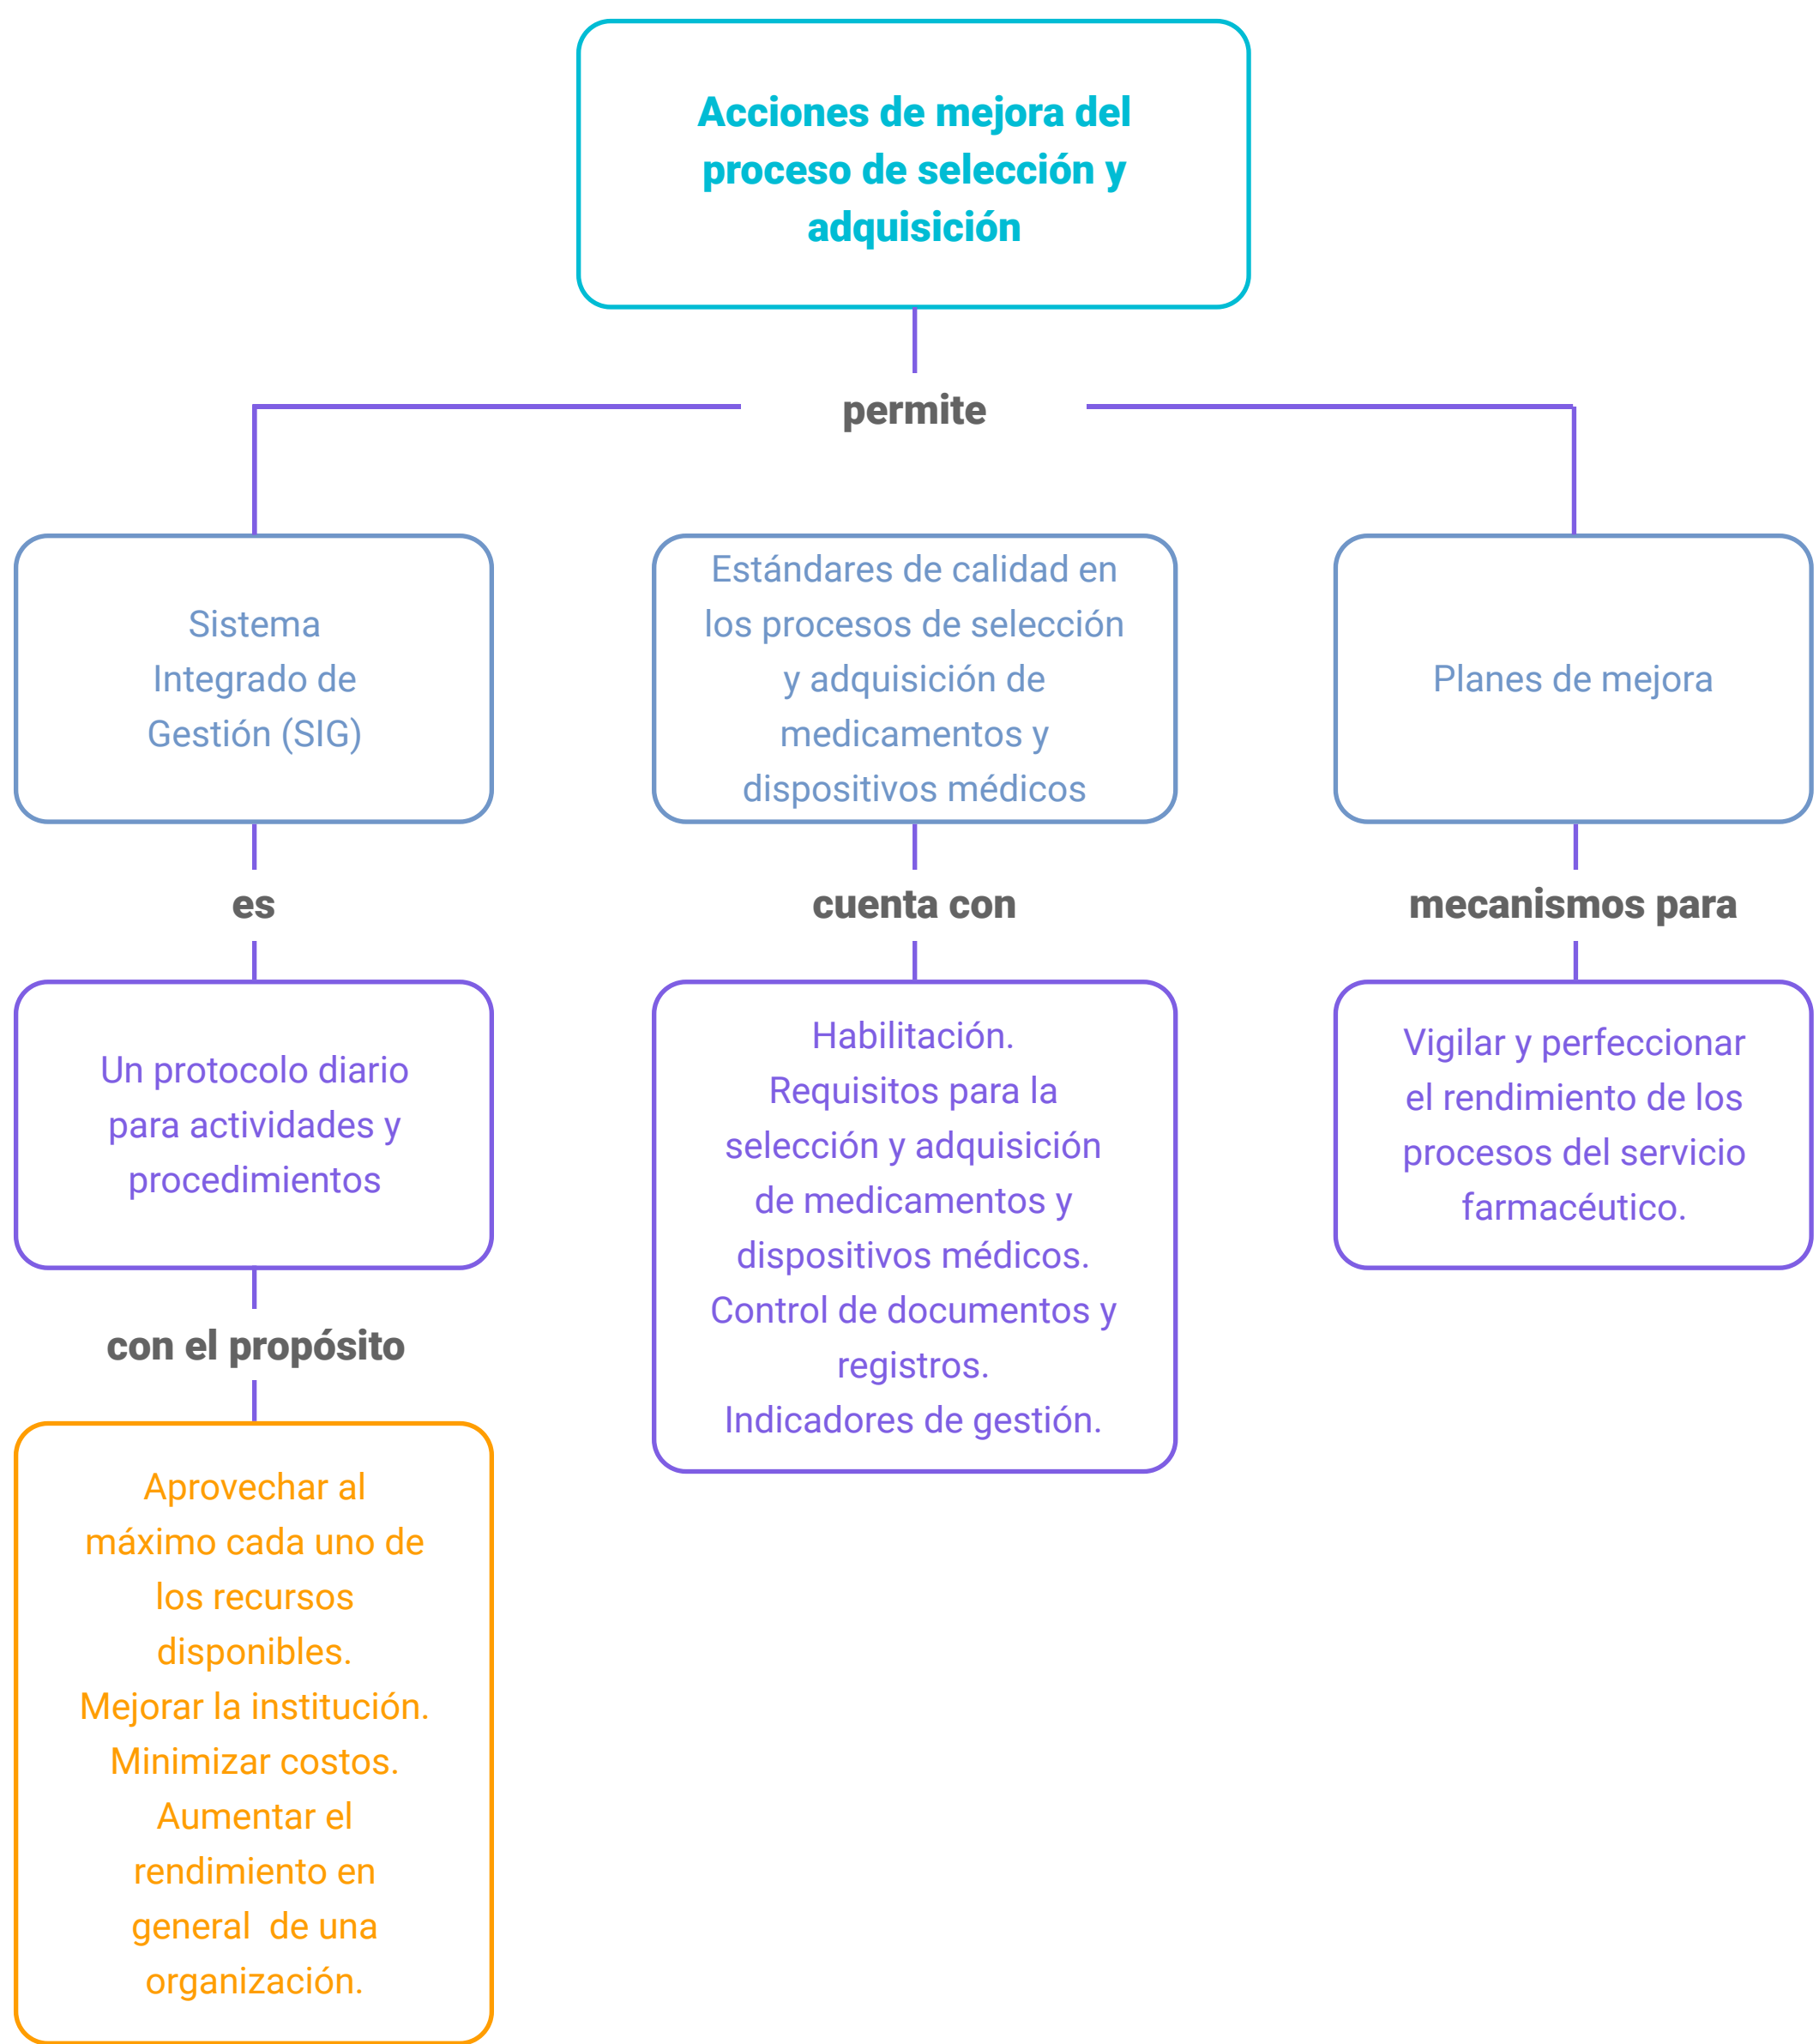 Acciones de mejora del
proceso de selección y
adquisición
permite
Sistema
Integrado de
Gestión (SIG)
Estándares de calidad en
los procesos de selección
y adquisición de
medicamentos y
dispositivos médicos
Planes de mejora
es
cuenta con
mecanismos para
Un protocolo diario
para actividades y
procedimientos
Habilitación.
Requisitos para la
selección y adquisición
de medicamentos y
dispositivos médicos.
Control de documentos y
registros.
Indicadores de gestión.
Vigilar y perfeccionar
el rendimiento de los
procesos del servicio
farmacéutico.
con el propósito
Aprovechar al
máximo cada uno de
los recursos
disponibles.
Mejorar la institución.
Minimizar costos.
Aumentar el
rendimiento en
general  de una
organización.